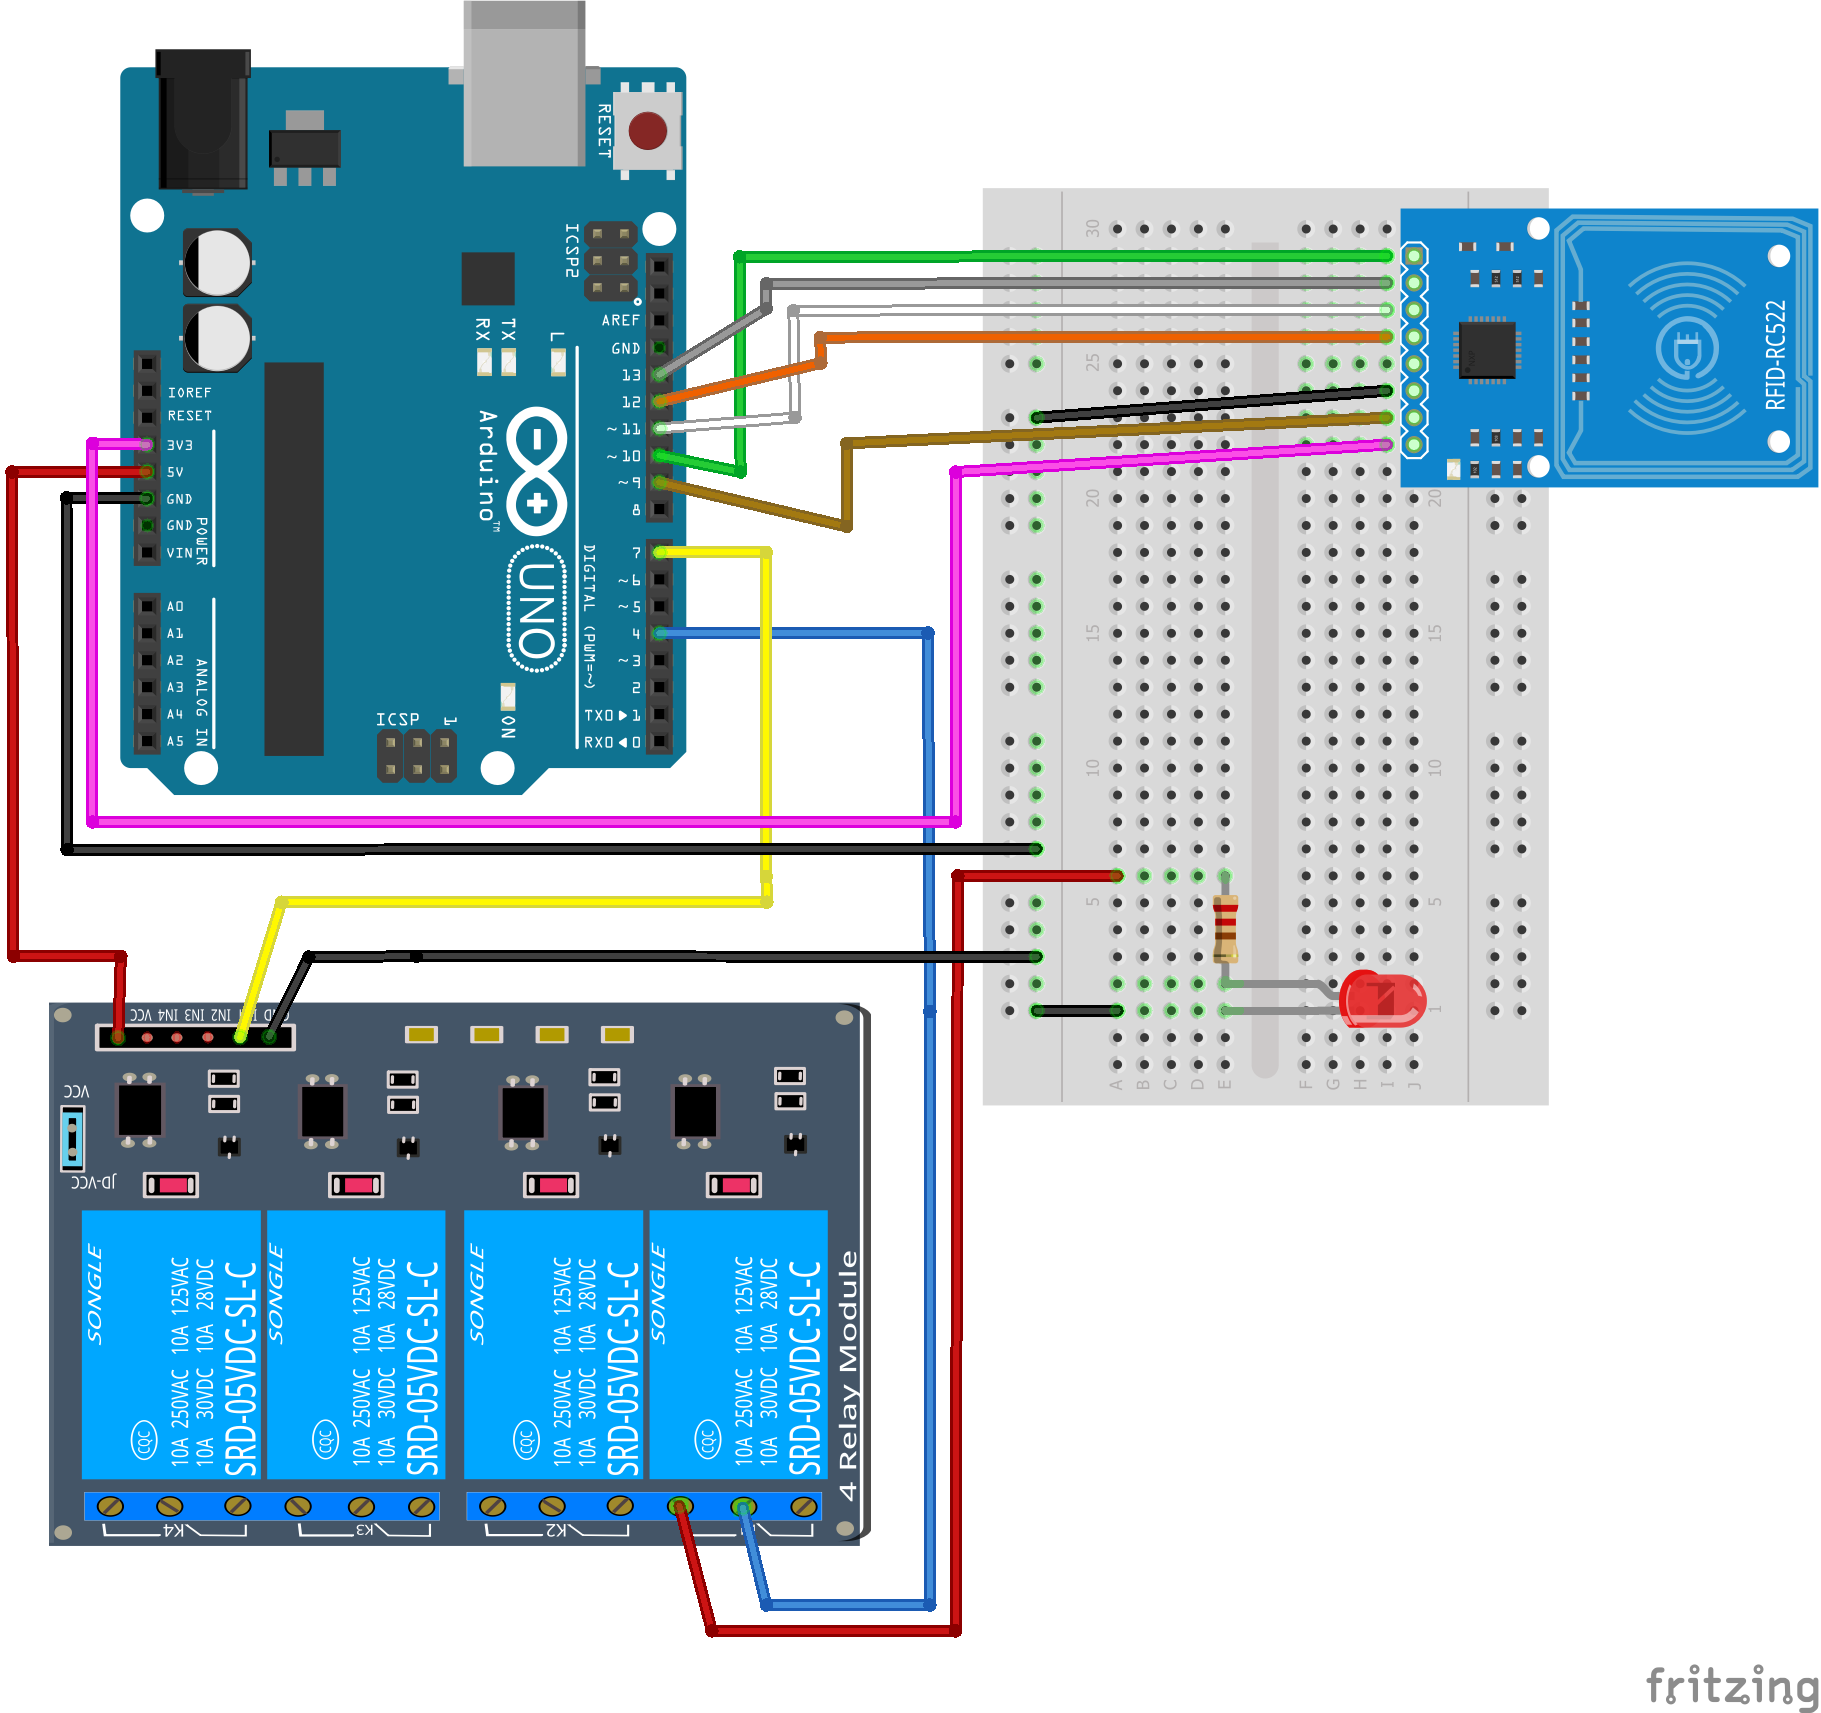 RESET
ICSP2
AREF
GND
13
12
~11
~10
~9
8
RX
TX
L
IOREF
RESET
3V3
5V
GND
GND
VIN
POWER
Arduino™
UNO
DIGITAL (PWM=~)
7
~6
~5
4
~3
2
TX0▶1
RX0◀0
A0
A1
A2
A3
A4
A5
ANALOG IN
ICSP
1
ON
30
25
20
20
15
15
10
10
5
5
1
A B C D E
F G H I J
RFID-RC522
VCC IN4 IN3 IN2
VCC
JD-VCC
SONGLE
10A 250VAC 10A 125VAC
10A 30VDC 10A 28VDC
SRD-05VDC-SL-C
CQC
SONGLE
10A 250VAC 10A 125VAC
10A 30VDC 10A 28VDC
SRD-05VDC-SL-C
CQC
SONGLE
10A 250VAC 10A 125VAC
10A 30VDC 10A 28VDC
SRD-05VDC-SL-C
CQC
SONGLE
10A 250VAC 10A 125VAC
10A 30VDC 10A 28VDC
SRD-05VDC-SL-C
CQC
4 Relay Module
K4
K3
K2
fritzing